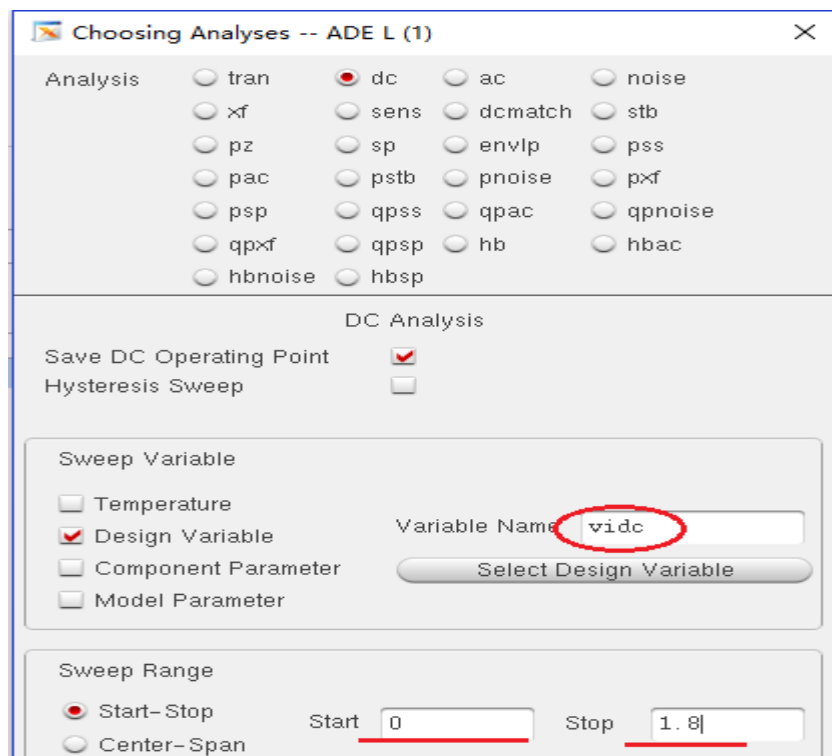 Choosing Analyses -- ADE L (1)
Analysis tran dc ac noise
xf sens dcmatch stb
pz sp envlp pss
pac pstb pnoise pxf
psp qpss qpac qpnoise
qpxf qpsp hb hbac
hbnoise hbsp
DC Analysis
Save DC Operating Point
Hysteresis Sweep
Sweep Variable
Temperature
Design Variable Variable Name vidc
Component Parameter Select Design Variable
Model Parameter
Sweep Range
Start-Stop Start 0 Stop 1.8
Center-Span